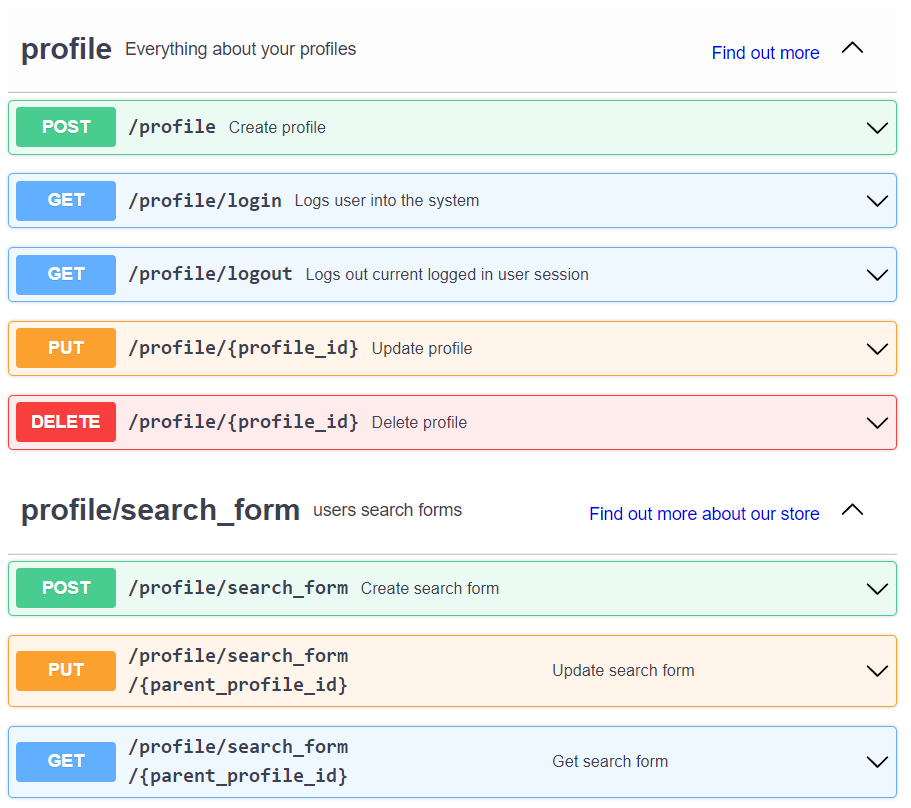 profile Everything about your profiles Find out more
POST /profile Create profile
GET /profile/login Logs user into the system
GET /profile/logout Logs out current logged in user session
PUT /profile/{profile_id} Update profile
DELETE /profile/{profile_id} Delete profile
profile/search_form users search forms Find out more about our store
POST /profile/search_form Create search form
PUT /profile/search_form
/{parent_profile_id} Update search form
GET /profile/search_form
/{parent_profile_id} Get search form